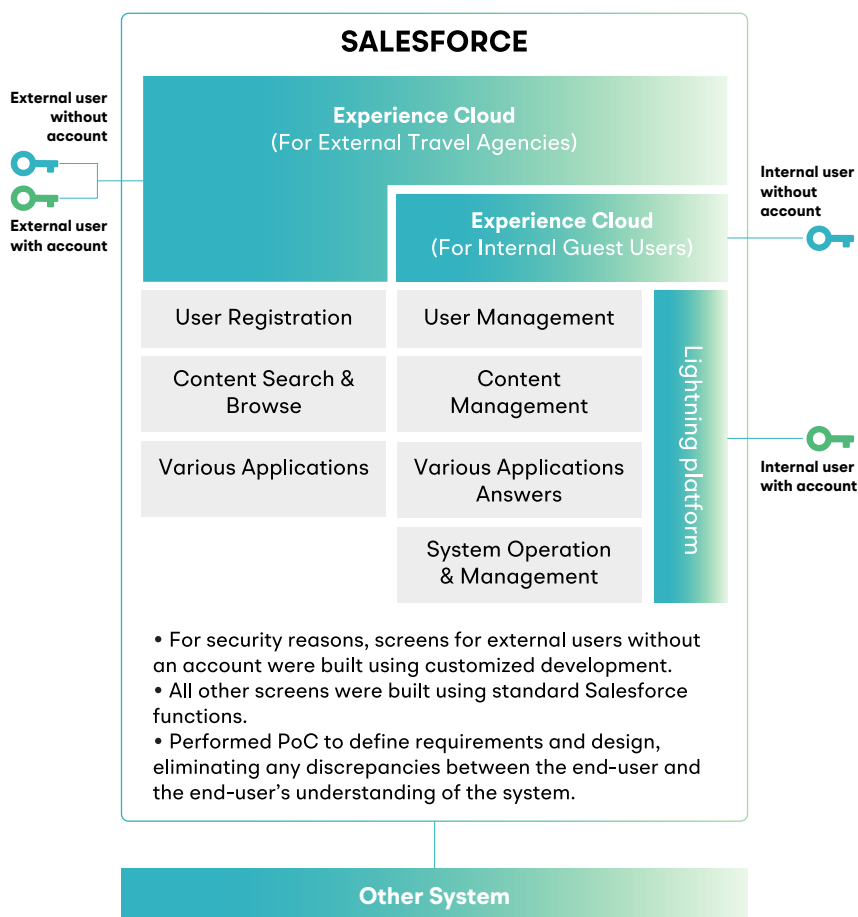 SALESFORCE
External user
without
account
External user
with account
Experience Cloud
(For External Travel Agencies)
Experience Cloud
(For Internal Guest Users)
Internal user
without
account
User Registration
Content Search &
Browse
Various Applications
User Management
Content
Management
Various Applications
Answers
System Operation
& Management
Lightning platform
Internal user
with account
• For security reasons, screens for external users without
an account were built using customized development.
• All other screens were built using standard Salesforce
functions.
• Performed PoC to define requirements and design,
eliminating any discrepancies between the end-user and
the end-user's understanding of the system.
Other System